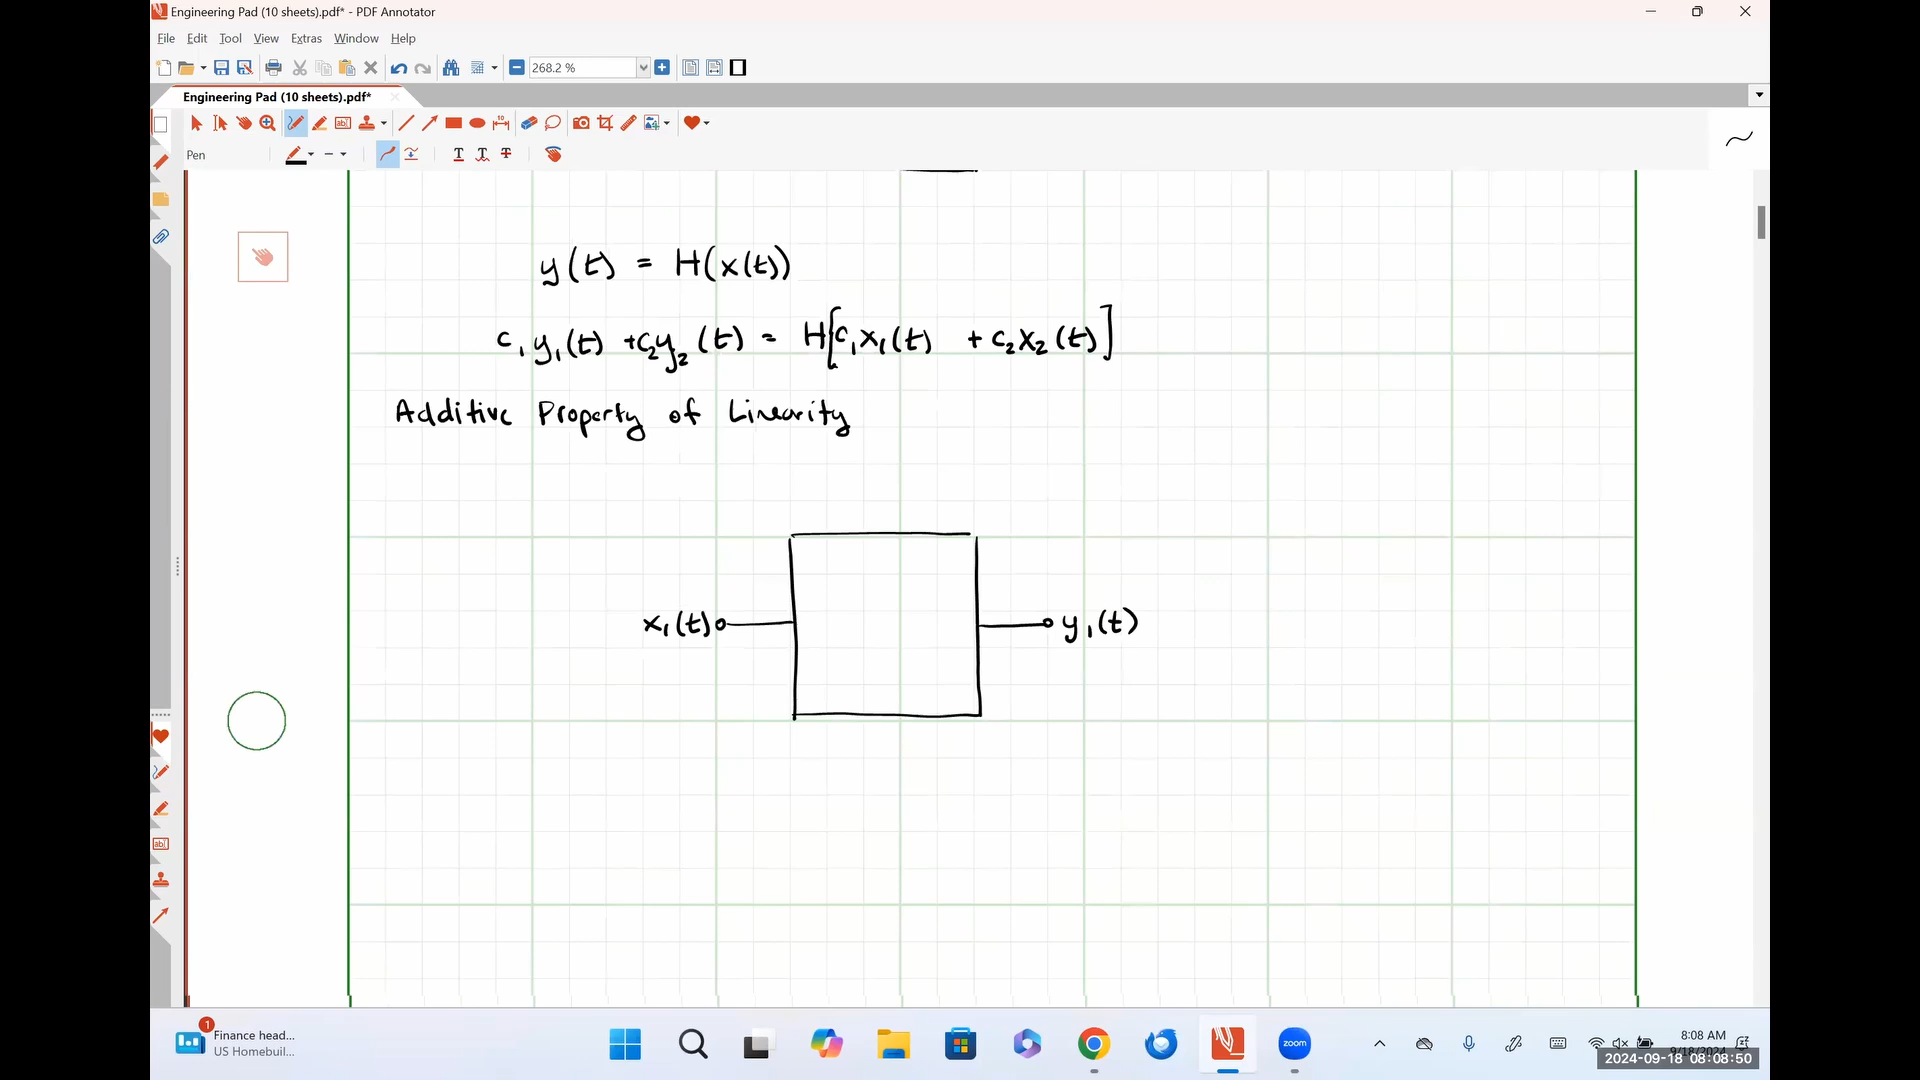 Engineering Pad (10 sheets).pdf* - PDF Annotator
File Edit Tool View Extras Window Help
268.2 %
Engineering Pad (10 sheets).pdf*
Pen
y(t) = H(x(t))
c₁y₁(t) + c₂y₂(t) = H[c₁x₁(t) + c₂x₂(t)]
Additive Property of Linearity
x₁(t) y₁(t)
1
Finance head...
US Homebuil...
zoom
8:08 AM
2024-09-18 08:08:50